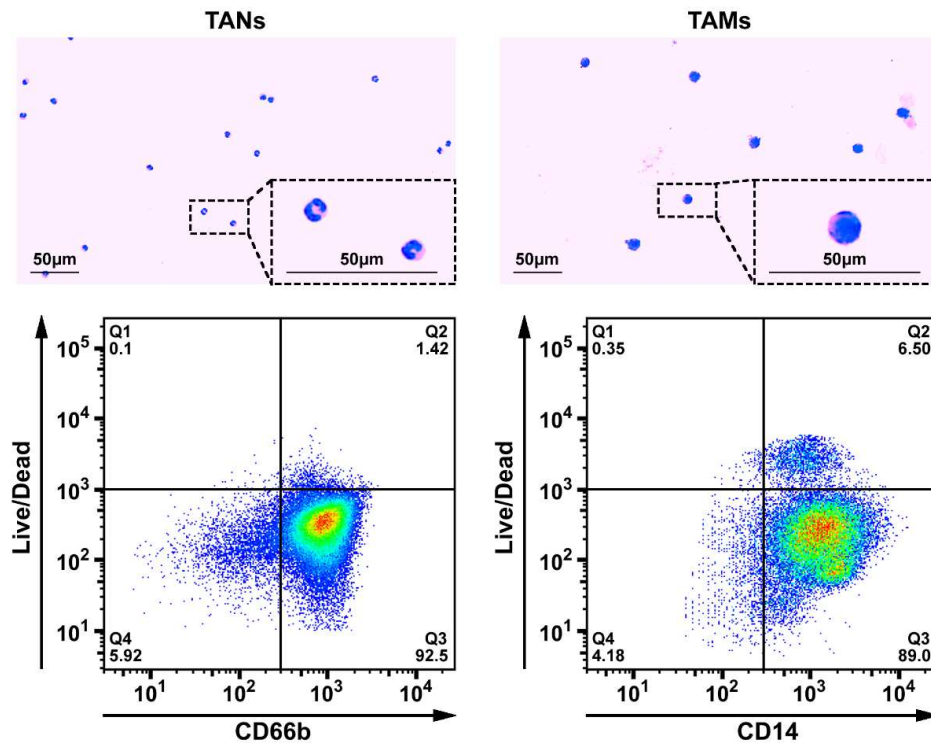 TANs
TAMs
50μm
50μm
50μm
50μm
Q1
0.1
Q2
1.42
10⁵
10⁴
10³
10²
10¹
Live/Dead
Q4
5.92
Q3
92.5
10¹
10²
10³
10⁴
CD66b
Q1
0.35
Q2
6.50
10⁵
10⁴
10³
10²
10¹
Live/Dead
Q4
4.18
Q3
89.0
10¹
10²
10³
10⁴
CD14